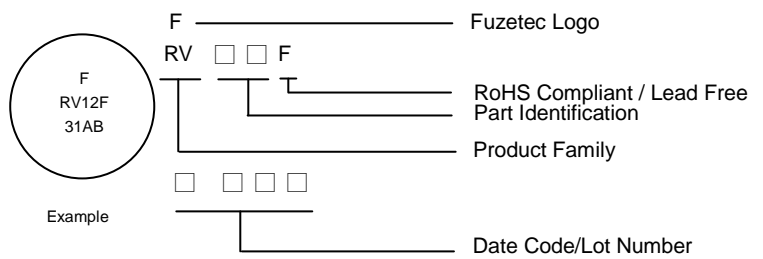 F Fuzetec Logo
RV □ □ F
F
RV12F
31AB
RoHS Compliant / Lead Free
Part Identification
Product Family
□ □ □ □
Example
Date Code/Lot Number